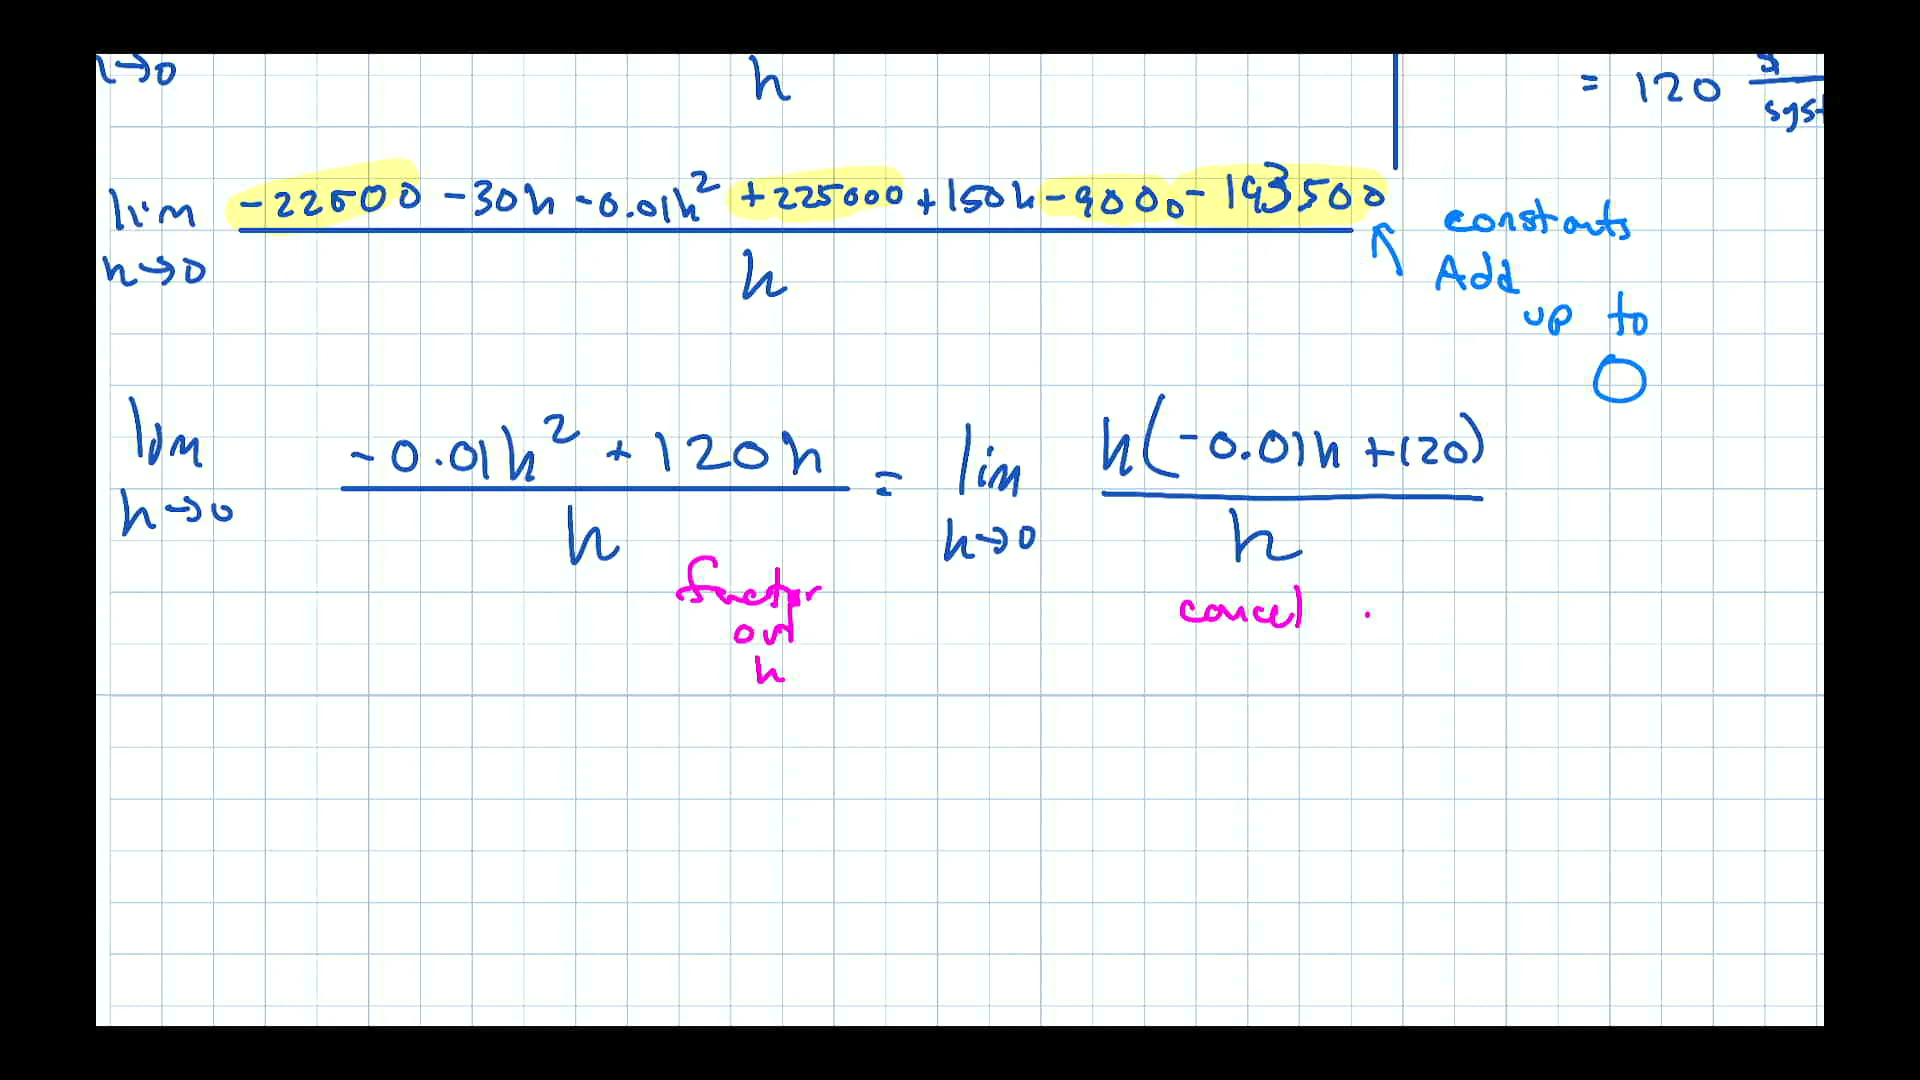 h→0
h
= 120 $/syst
lim h→0 (-22500 -30h -0.01h² +225000 +150h -9000 -193500) / h
constants
Add
up to
0
lim h→0 (-0.01h² + 120h) / h = lim h→0 h(-0.01h +120) / h
factor
out
h
cancel